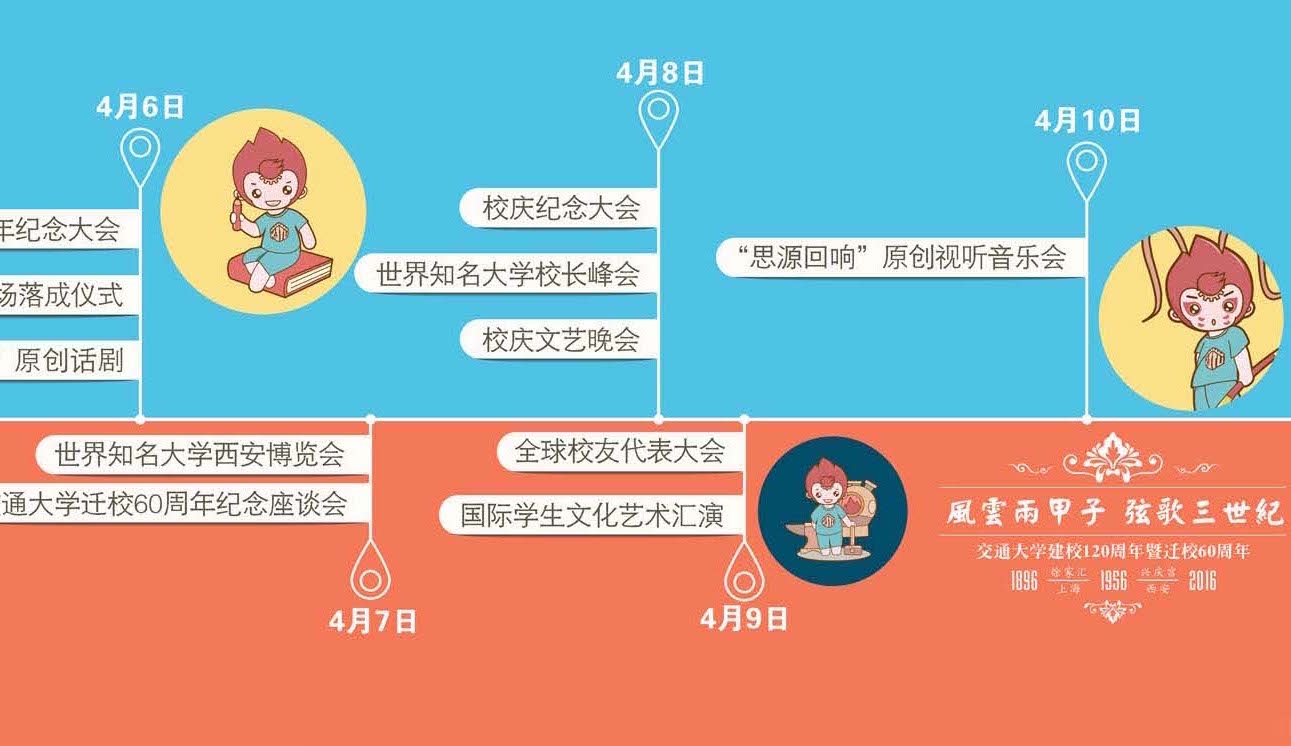 4月6日
年纪念大会
场落成仪式
原创话剧
世界知名大学西安博览会
通大学迁校60周年纪念座谈会
4月7日
4月8日
校庆纪念大会
世界知名大学校长峰会
校庆文艺晚会
全球校友代表大会
国际学生文化艺术汇演
4月9日
4月10日
“思源回响”原创视听音乐会
風雲兩甲子 弦歌三世紀
交通大学建校120周年暨迁校60周年
1896 徐家汇 上海 1956 兴庆宫 西安 2016